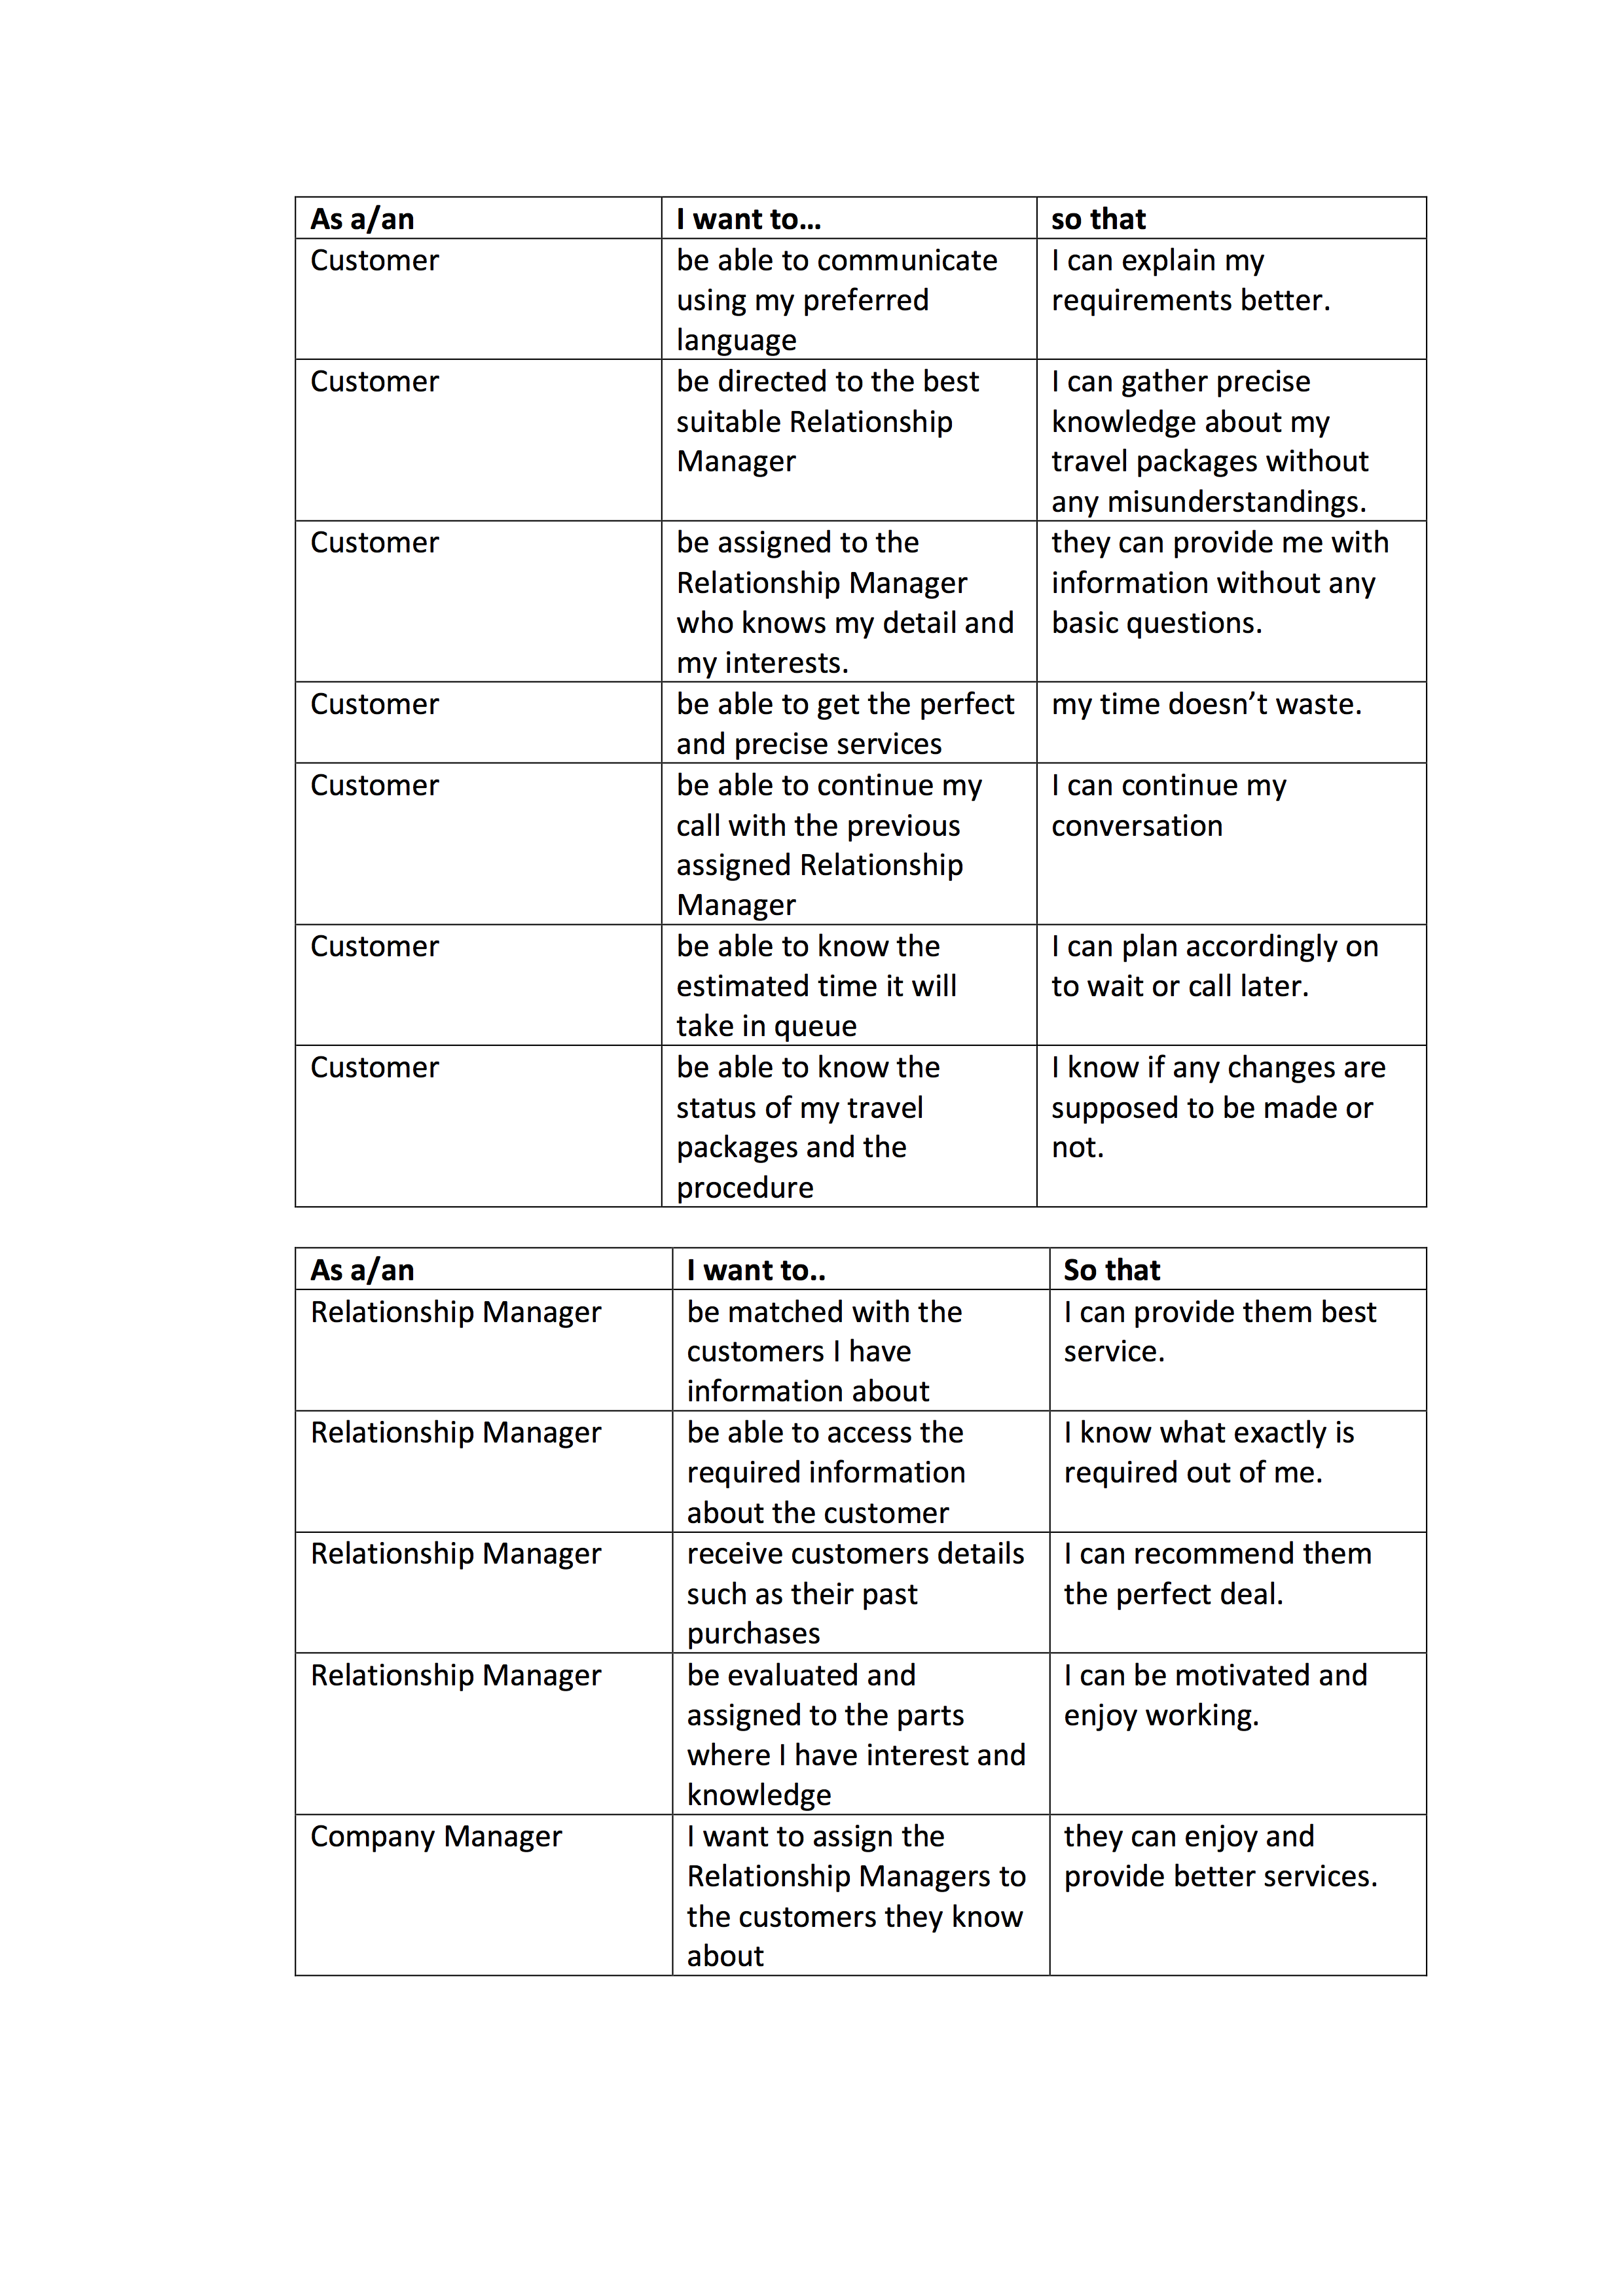 As a/an I want to... so that
Customer be able to communicate I can explain my
using my preferred requirements better.
language
Customer be directed to the best I can gather precise
suitable Relationship knowledge about my
Manager travel packages without
any misunderstandings.
Customer be assigned to the they can provide me with
Relationship Manager information without any
who knows my detail and basic questions.
my interests.
Customer be able to get the perfect my time doesn’t waste.
and precise services
Customer be able to continue my I can continue my
call with the previous conversation
assigned Relationship
Manager
Customer be able to know the I can plan accordingly on
estimated time it will to wait or call later.
take in queue
Customer be able to know the I know if any changes are
status of my travel supposed to be made or
packages and the not.
procedure
As a/an I want to.. So that
Relationship Manager be matched with the I can provide them best
customers I have service.
information about
Relationship Manager be able to access the I know what exactly is
required information required out of me.
about the customer
Relationship Manager receive customers details I can recommend them
such as their past the perfect deal.
purchases
Relationship Manager be evaluated and I can be motivated and
assigned to the parts enjoy working.
where I have interest and
knowledge
Company Manager I want to assign the they can enjoy and
Relationship Managers to provide better services.
the customers they know
about